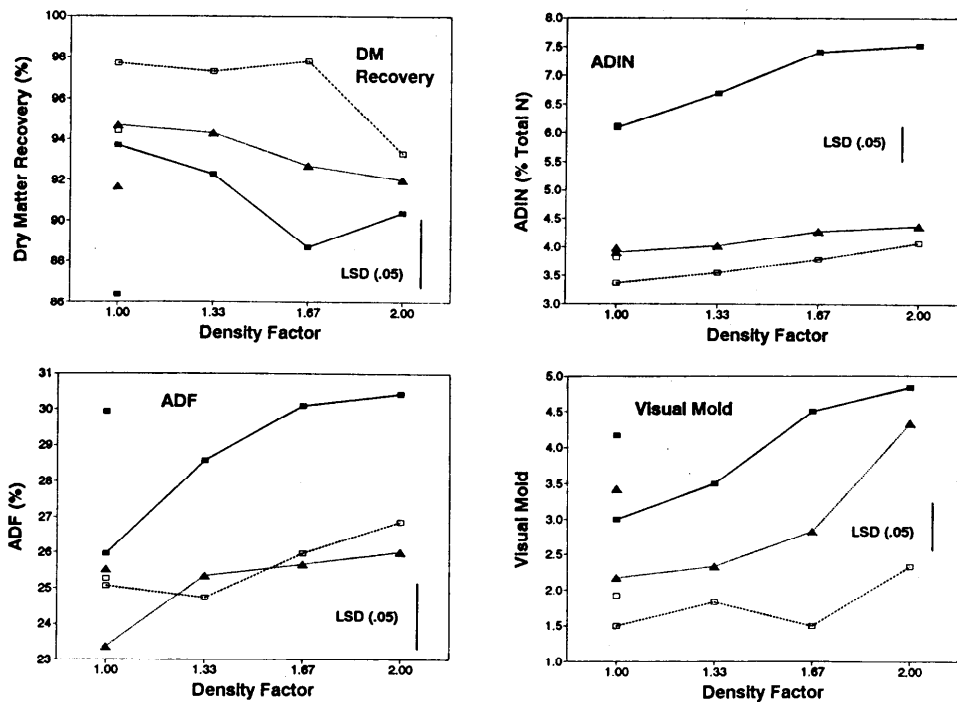 100
98
96
94
92
90
88
86
Dry Matter Recovery (%)
DM
Recovery
LSD (.05)
1.00 1.33 1.67 2.00
Density Factor
8.0
7.5
7.0
6.5
6.0
5.5
5.0
4.5
4.0
3.5
3.0
ADIN (% Total N)
ADIN
LSD (.05)
1.00 1.33 1.67 2.00
Density Factor
31
30
29
28
27
26
25
24
23
ADF (%)
ADF
LSD (.05)
1.00 1.33 1.67 2.00
Density Factor
5.0
4.5
4.0
3.5
3.0
2.5
2.0
1.5
1.0
Visual Mold
Visual Mold
LSD (.05)
1.00 1.33 1.67 2.00
Density Factor